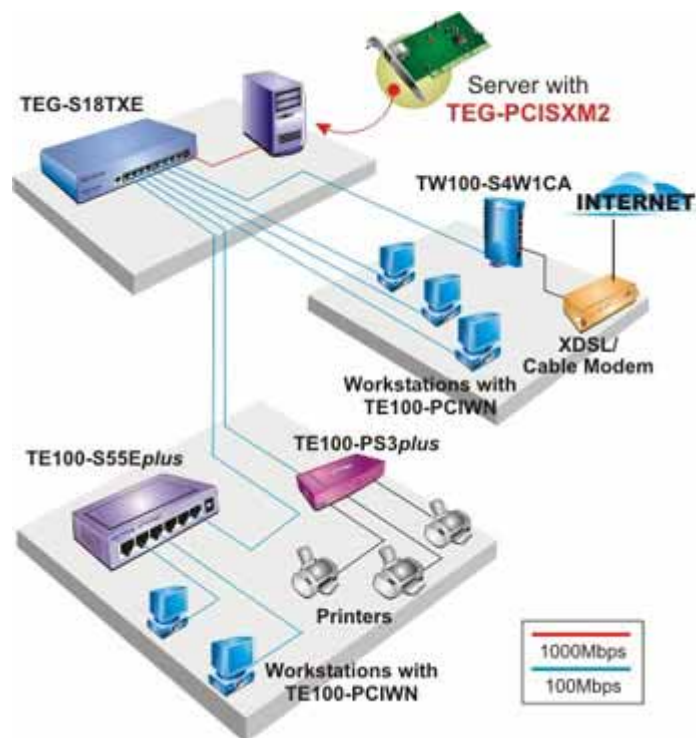 TEG-S18TXE
Server with
TEG-PCISXM2
TW100-S4W1CA
INTERNET
XDSL/
Cable Modem
Workstations with
TE100-PCIWN
TE100-S55Eplus
TE100-PS3plus
Printers
Workstations with
TE100-PCIWN
1000Mbps
100Mbps